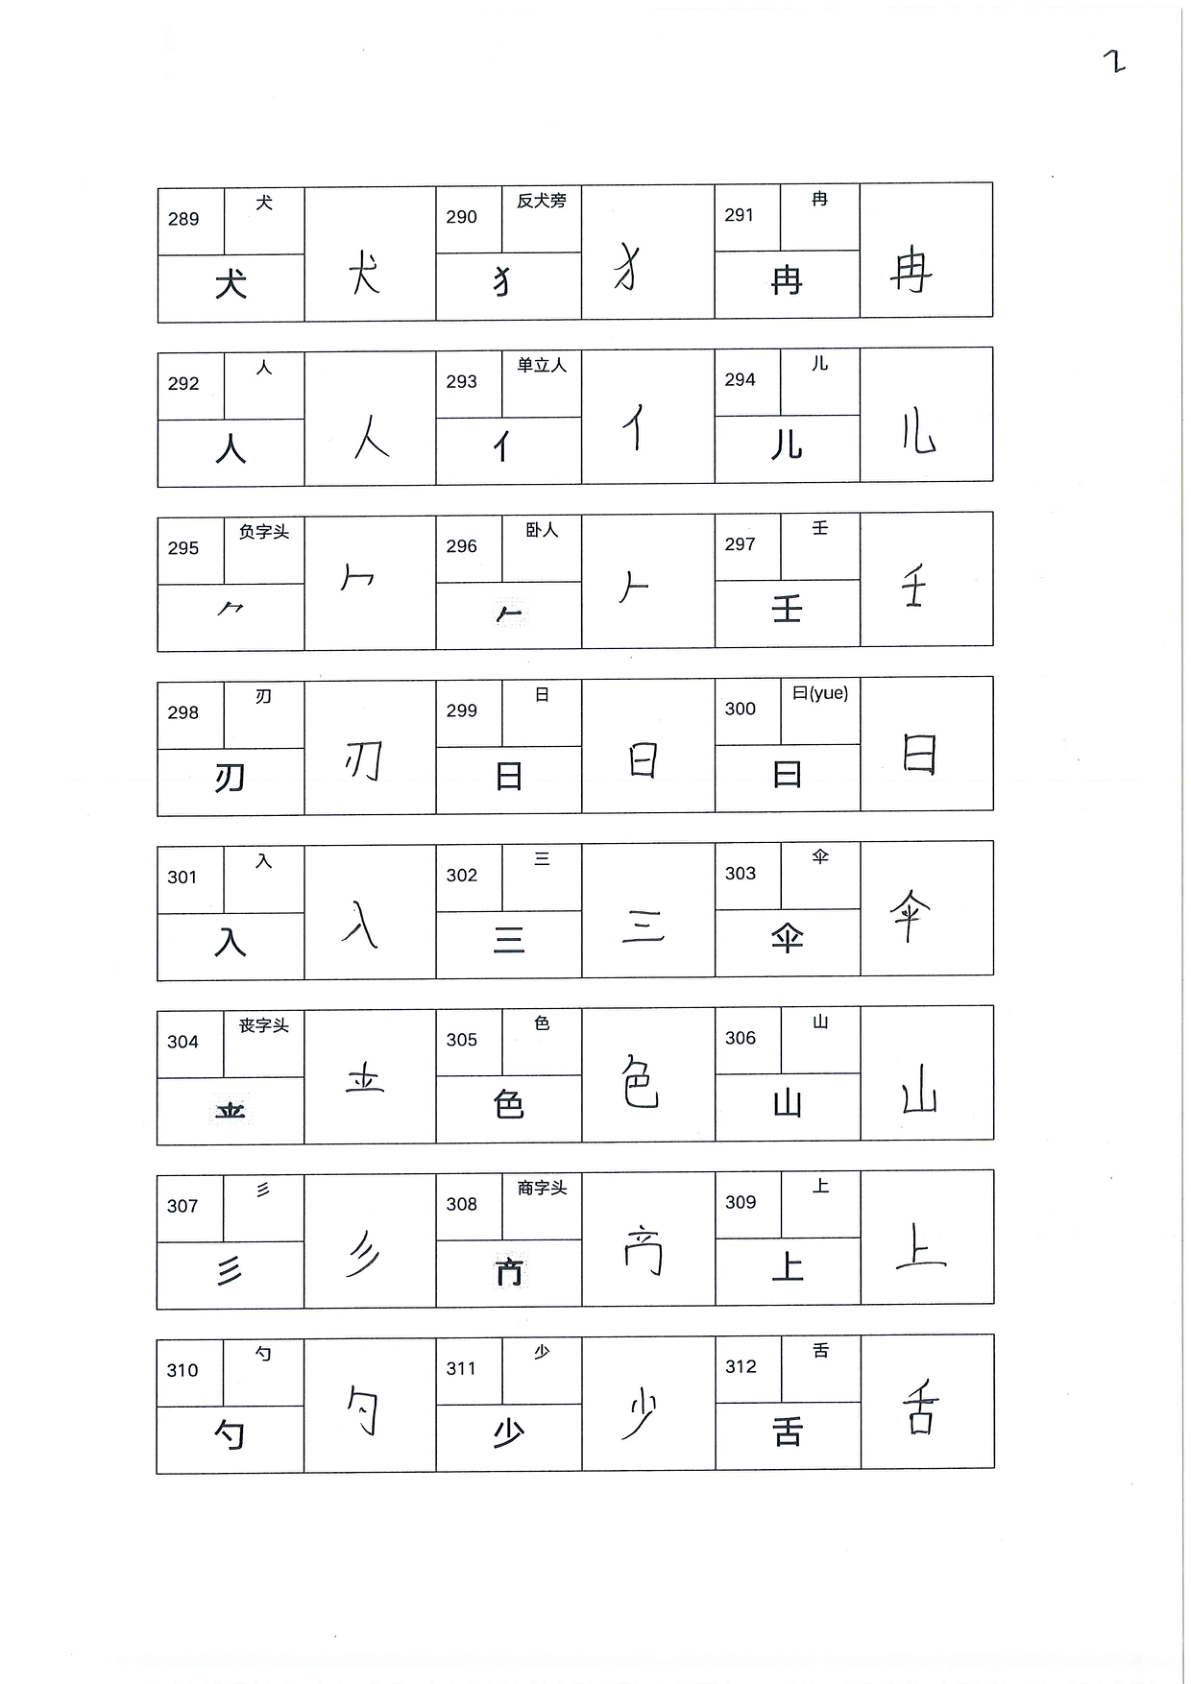 2
289 犬 犬 犬 290 反犬旁 犭 犭 291 冉 冉 冉
292 人 人 人 293 单立人 亻 亻 294 儿 儿 儿
295 负字头 ⺈ ⺈ 296 卧人 𠂉 𠂉 297 壬 壬 壬
298 刃 刃 刃 299 日 日 日 300 曰(yue) 曰 曰
301 入 入 入 302 三 三 三 303 伞 伞 伞
304 丧字头 305 色 色 色 306 山 山 山
307 彡 彡 彡 308 商字头 309 上 上 上
310 勺 勺 勺 311 少 少 少 312 舌 舌 舌